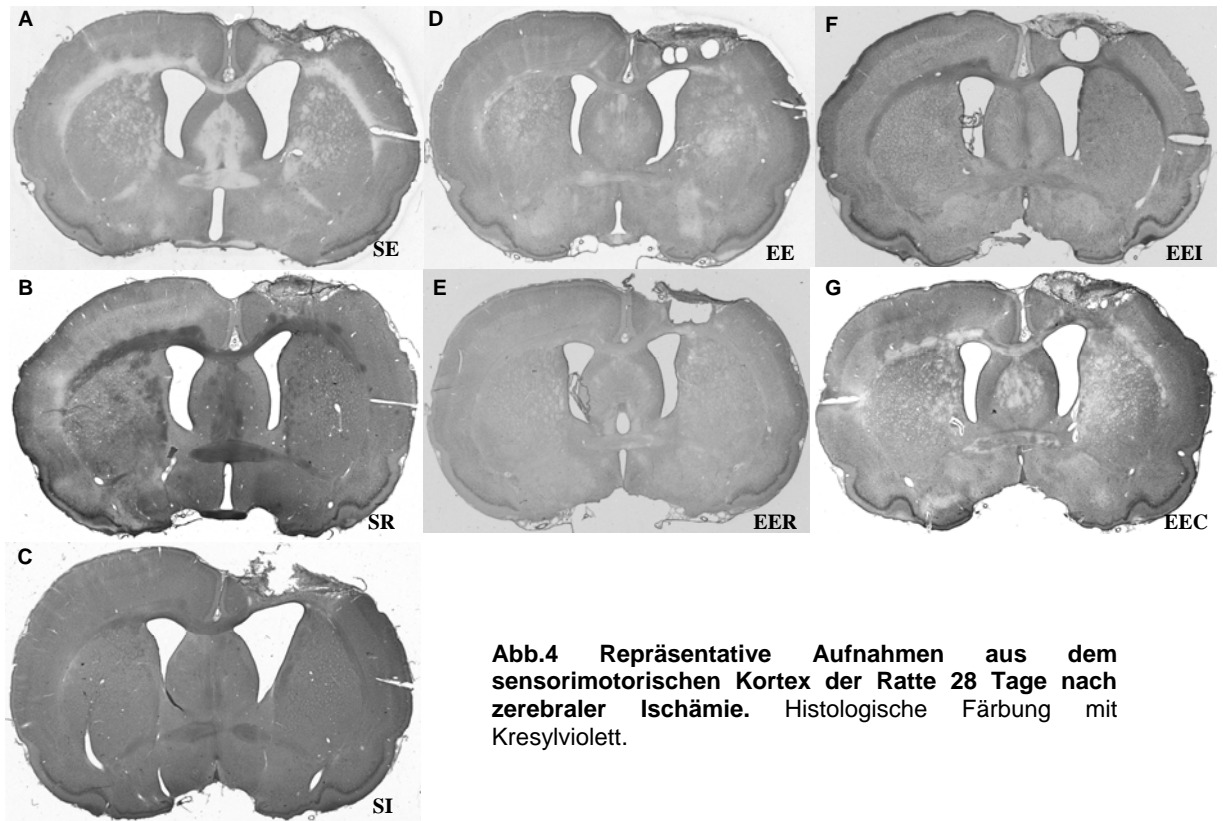 A
SE
D
EE
F
EEI
B
SR
E
EER
G
EEC
C
SI
Abb.4 Repräsentative Aufnahmen aus dem
sensorimotorischen Kortex der Ratte 28 Tage nach
zerebraler Ischämie. Histologische Färbung mit
Kresylviolett.